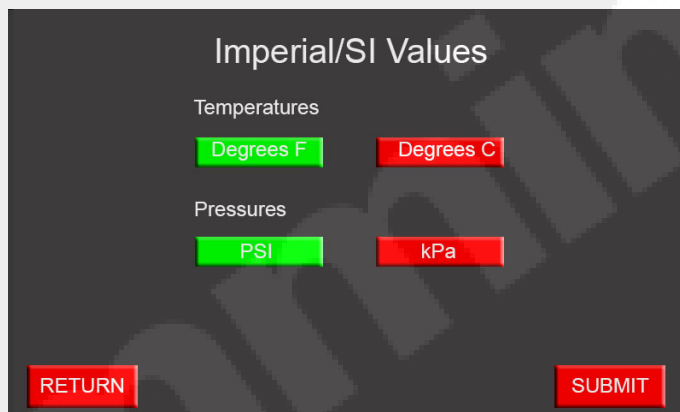 Imperial/SI Values
Temperatures
Degrees F Degrees C
Pressures
PSI kPa
RETURN SUBMIT